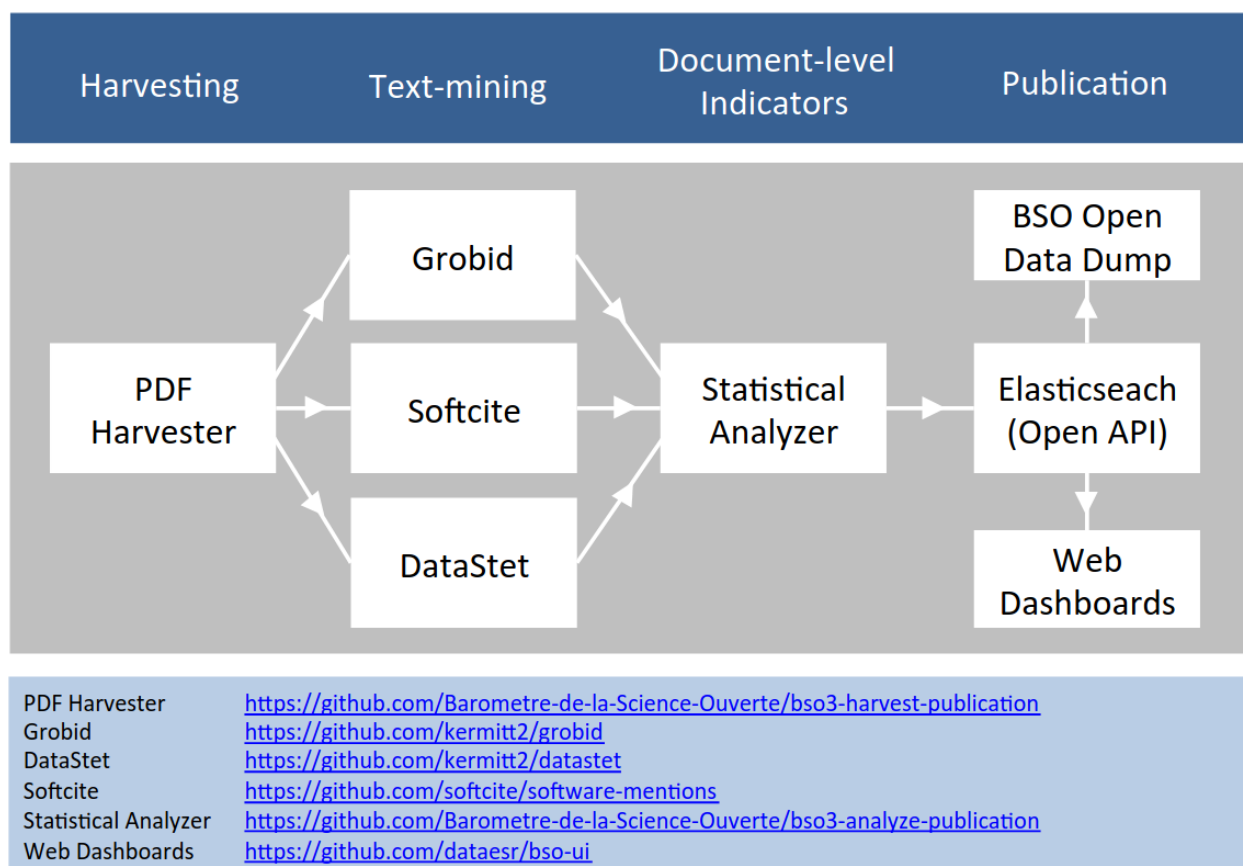 Harvesting
Text-mining
Document-level
Indicators
Publication
PDF
Harvester
Grobid
Softcite
DataStet
Statistical
Analyzer
BSO Open
Data Dump
Elasticseach
(Open API)
Web
Dashboards
PDF Harvester https://github.com/Barometre-de-la-Science-Ouverte/bso3-harvest-publication
Grobid https://github.com/kermitt2/grobid
DataStet https://github.com/kermitt2/datastet
Softcite https://github.com/softcite/software-mentions
Statistical Analyzer https://github.com/Barometre-de-la-Science-Ouverte/bso3-analyze-publication
Web Dashboards https://github.com/dataesr/bso-ui